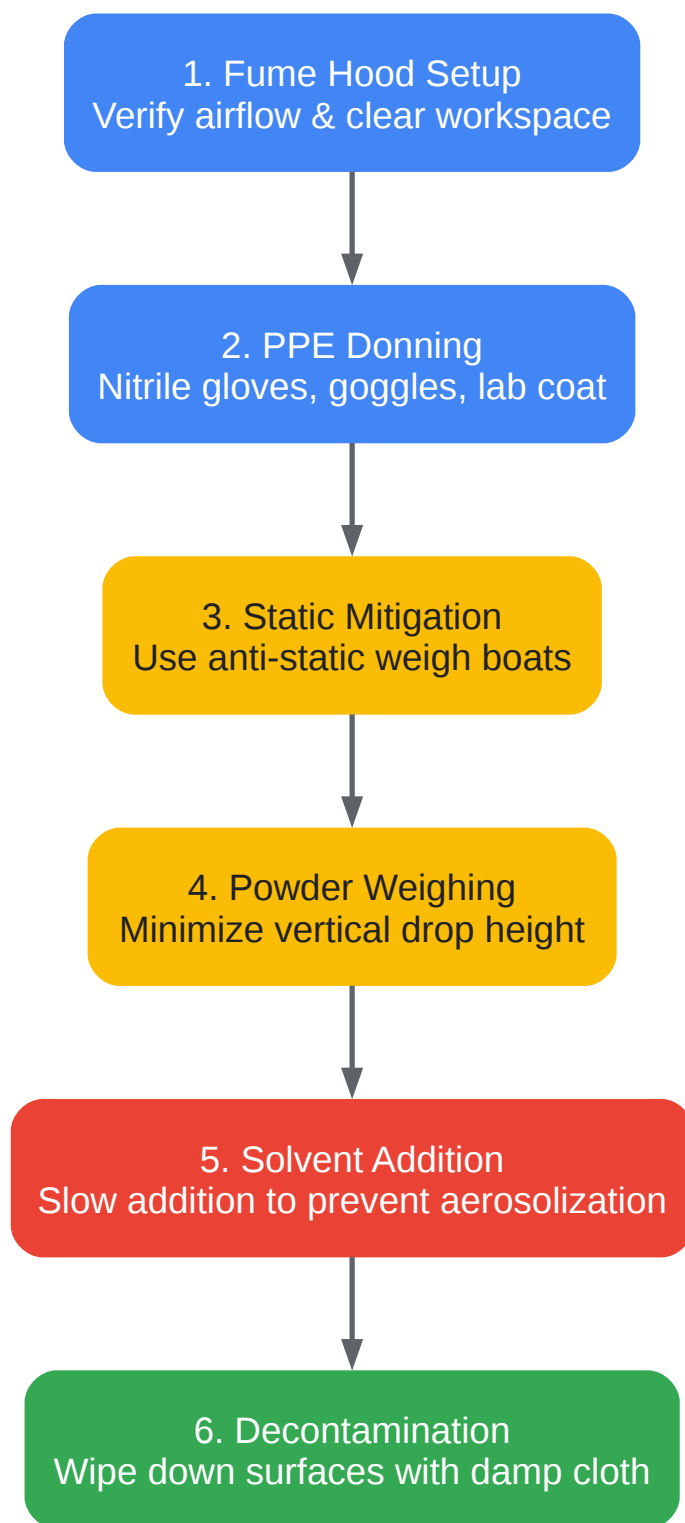 1. Fume Hood Setup
Verify airflow & clear workspace
2. PPE Donning
Nitrile gloves, goggles, lab coat
3. Static Mitigation
Use anti-static weigh boats
4. Powder Weighing
Minimize vertical drop height
5. Solvent Addition
Slow addition to prevent aerosolization
6. Decontamination
Wipe down surfaces with damp cloth